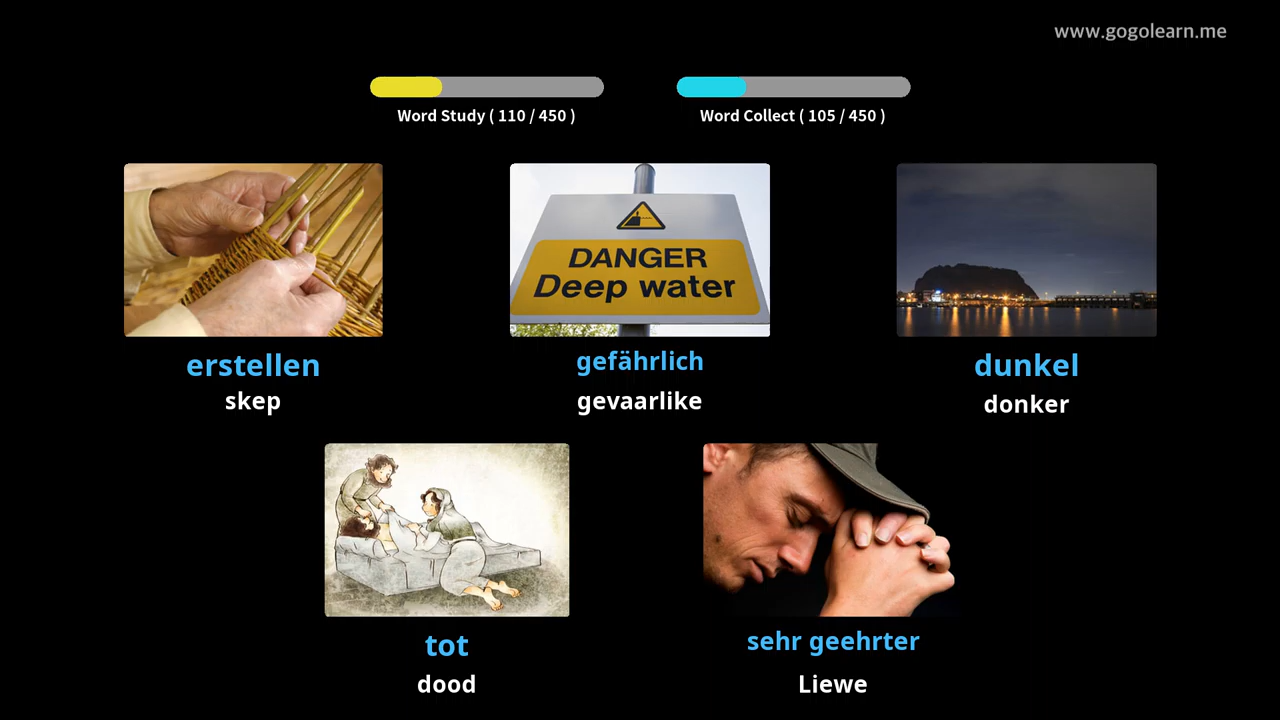 www.gogolearn.me
Word Study ( 110 / 450 )
Word Collect ( 105 / 450 )
DANGER
Deep water
erstellen
skep
gefährlich
gevaarlike
dunkel
donker
tot
dood
sehr geehrter
Liewe